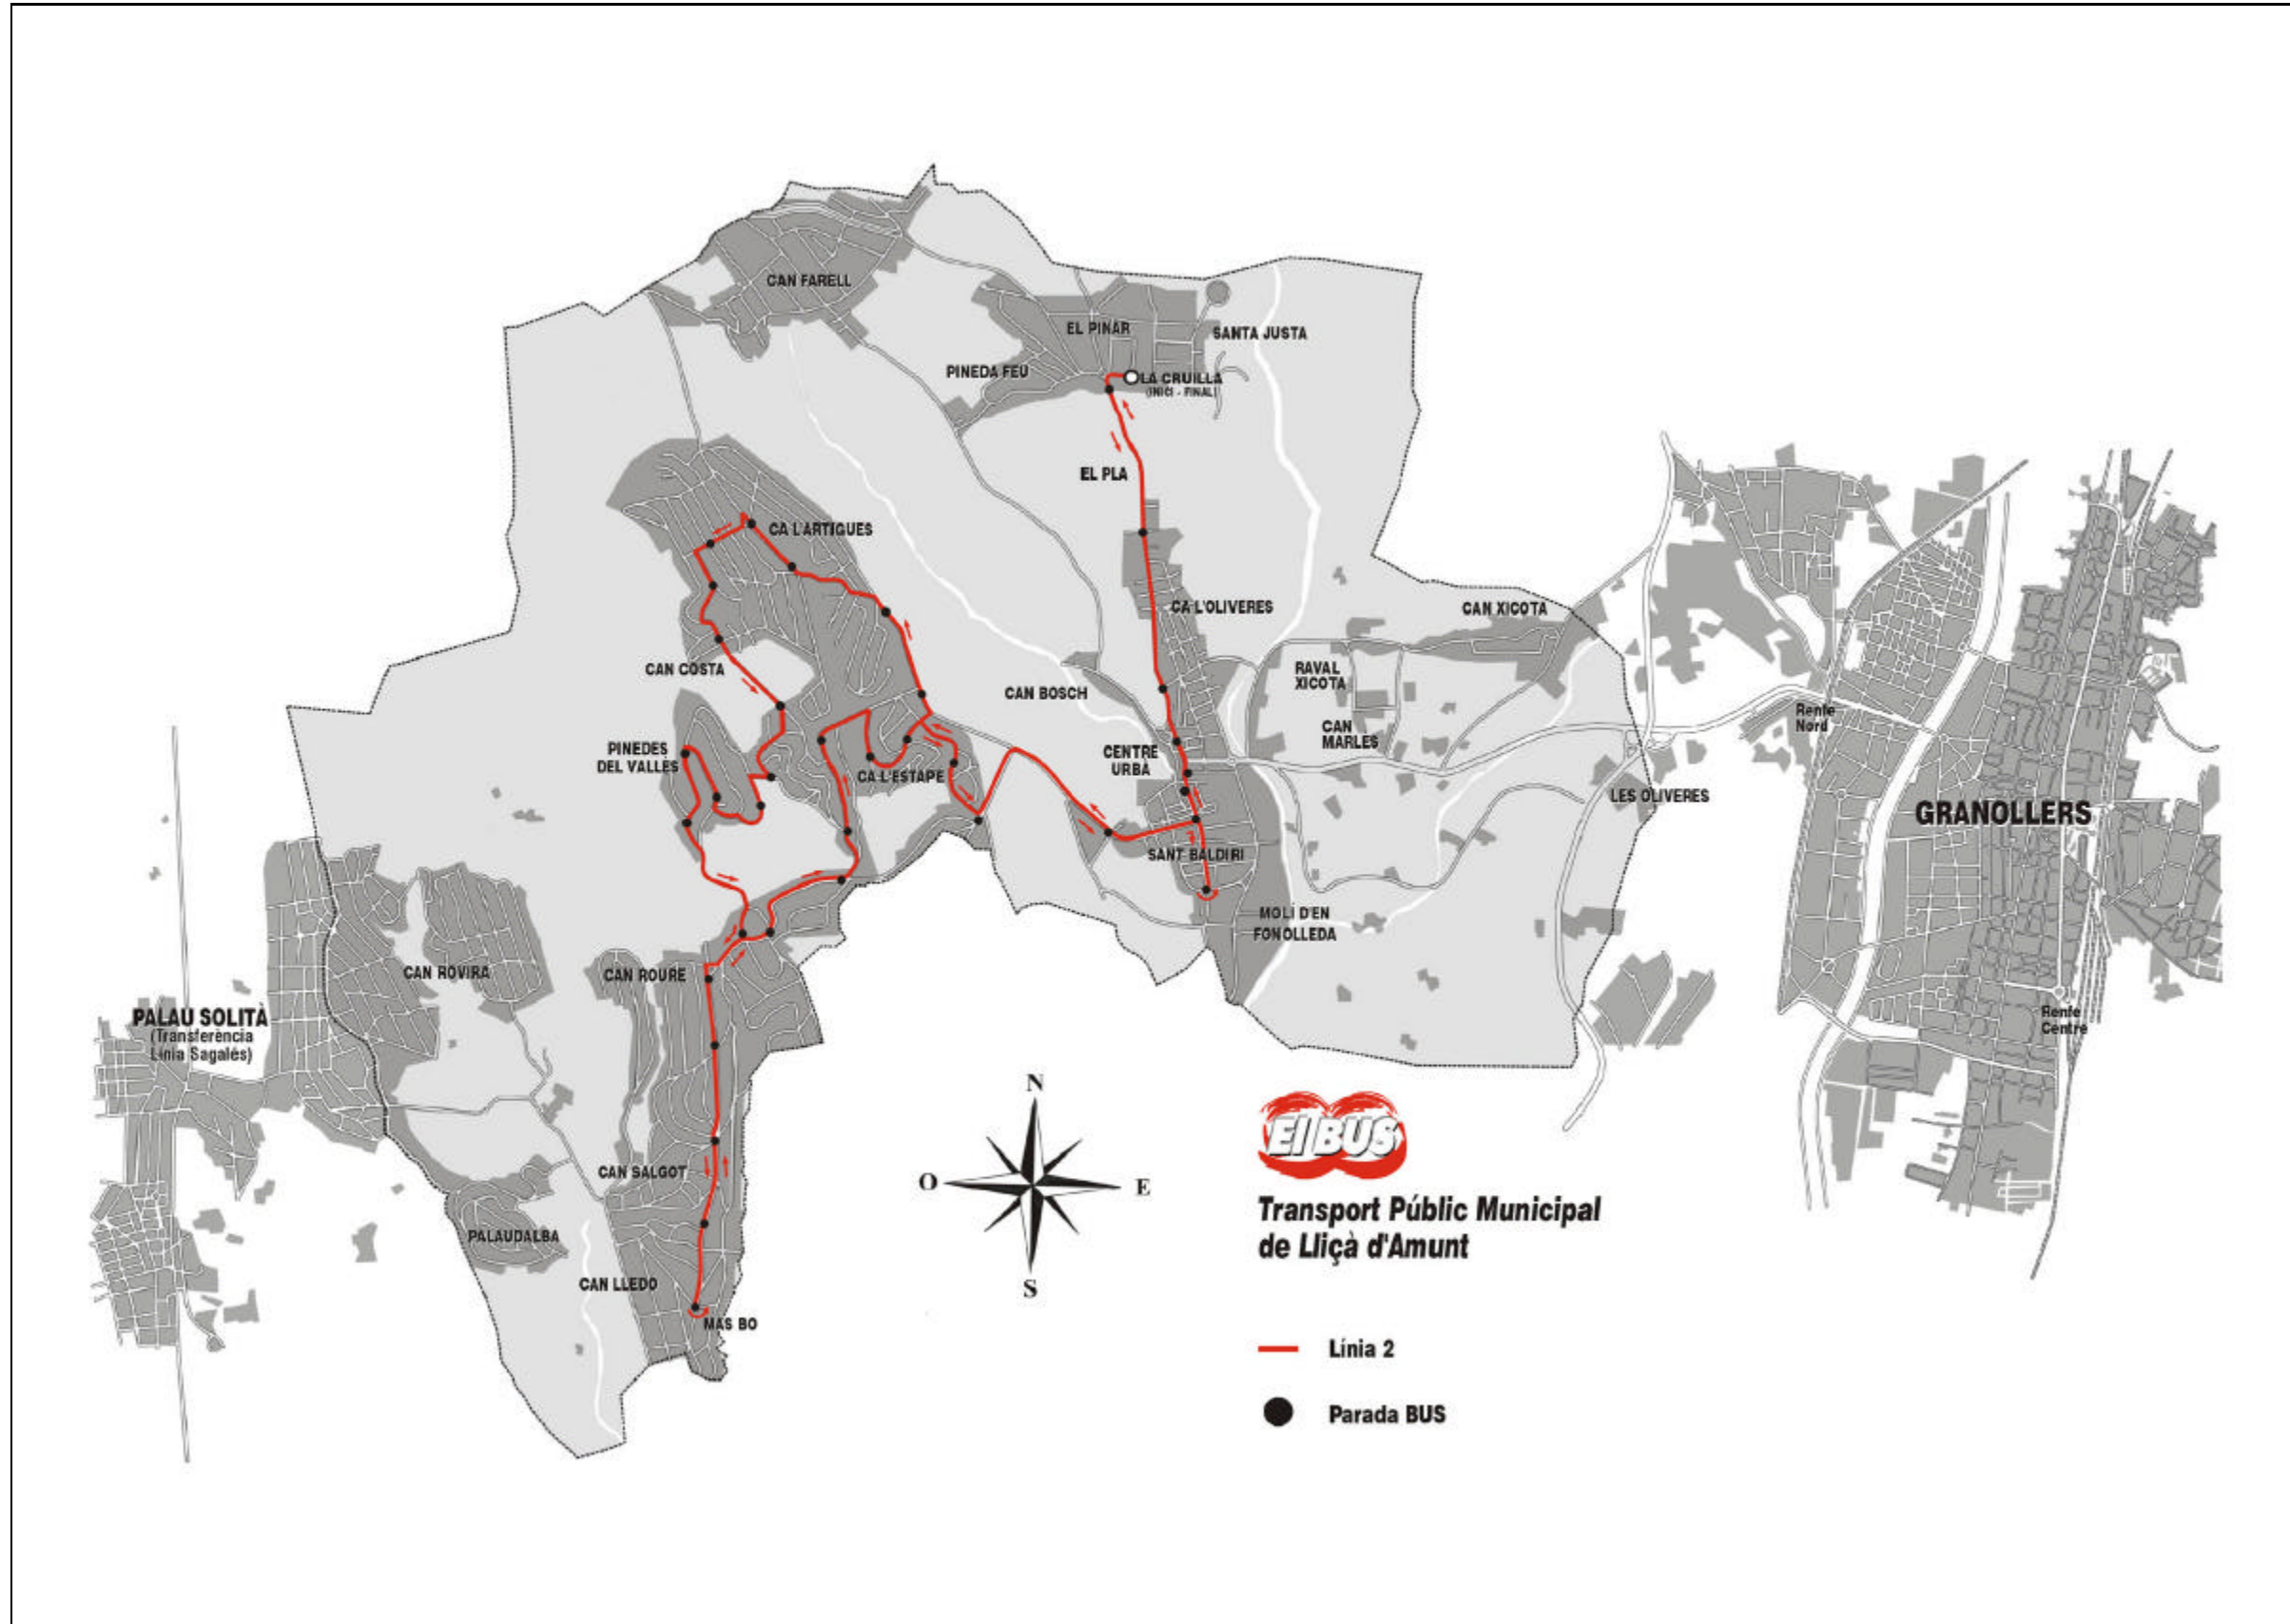 CAN FARELL
EL PINAR
SANTA JUSTA
PINEDA FEU
LA CRUILLA
(INICI - FINAL)
EL PLA
CA L'ARTIGUES
CA L'OLIVERES
CAN XICOTA
CAN COSTA
RAVAL
XICOTA
CAN BOSCH
CAN
MARLES
Renfe
Nord
PINEDES
DEL VALLES
CENTRE
URBÀ
CA L'ESTAPE
LES OLIVERES
GRANOLLERS
SANT BALDIRI
MOLI D'EN
FONOLLEDA
CAN ROVIRA
CAN ROURE
PALAU SOLITÀ
(Transferència
Línia Sagalés)
Renfe
Centre
N
O
E
S
El BUS
CAN SALGOT
PALAUDALBA
CAN LLEDO
MAS BO
Transport Públic Municipal
de Lliçà d'Amunt
Línia 2
Parada BUS